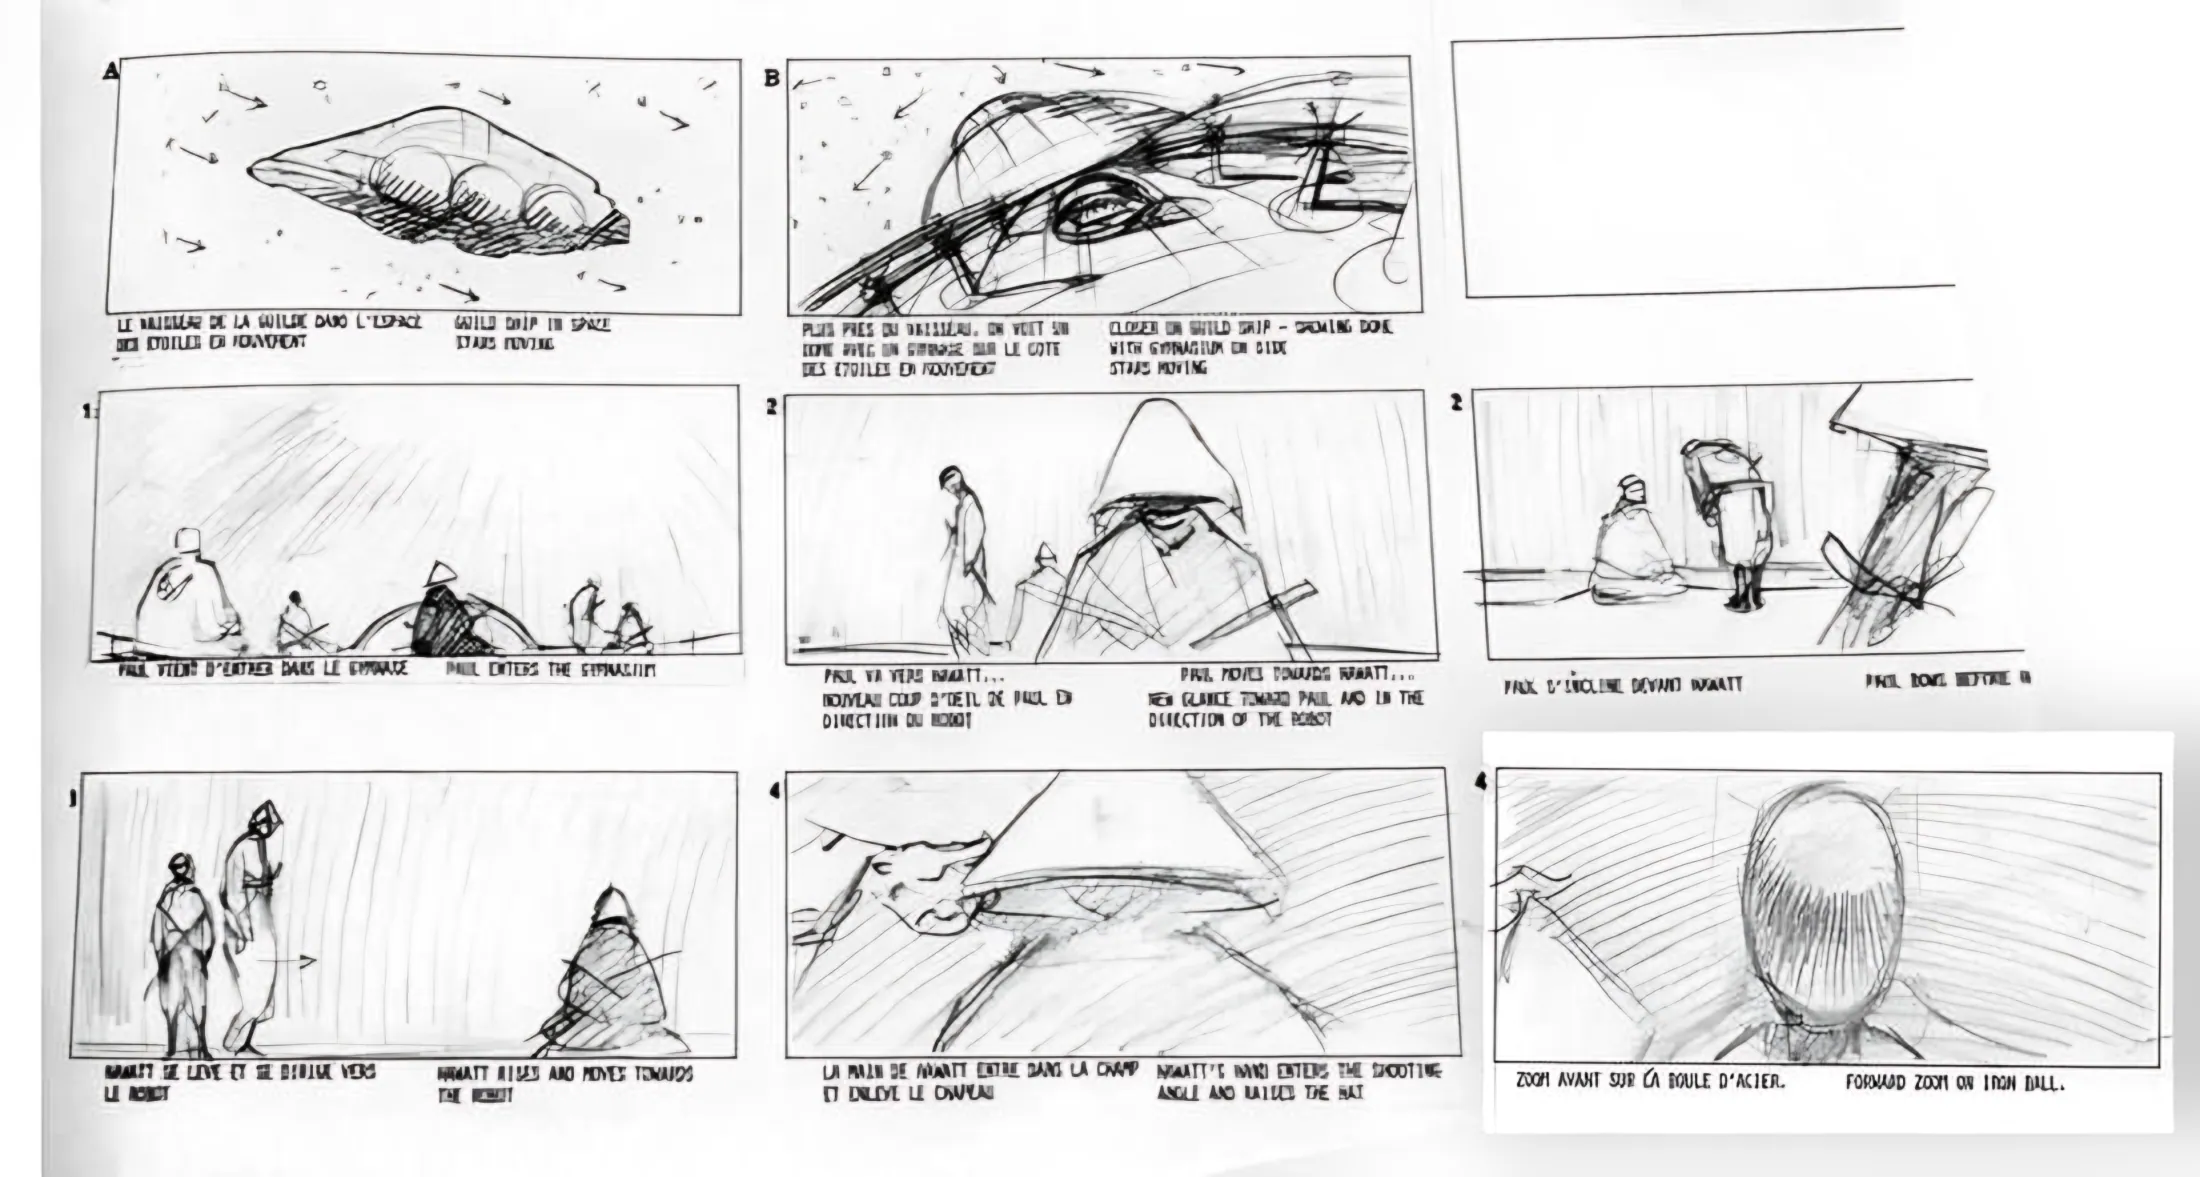 A
B
LE VAISSEAU DE LA GUILDE DANS L'ESPACE
DES ETOILES EN MOUVEMENT
GUILD SHIP IN SPACE
STARS MOVING
PLUS PRES DU VAISSEAU, ON VOIT UN
DOME AVEC UN GYMNASE SUR LE COTE
DES ETOILES EN MOUVEMENT
CLOSER ON GUILD SHIP - SHOWING DOME
WITH GYMNASIUM ON SIDE
STARS MOVING
1
2
2
PAUL VIENT D'ENTRER DANS LE GYMNASE
PAUL ENTERS THE GYMNASIUM
PAUL VA VERS ...
NOUVEAU COUP D'OEIL DE PAUL EN
DIRECTION DU ROBOT
PAUL MOVES TOWARDS ...
NEW GLANCE TOWARD PAUL AND IN THE
DIRECTION OF THE ROBOT
PAUL S'INCLINE DEVANT
PAUL BOWS BEFORE
3
4
4
SE LEVE ET SE DIRIGE VERS
LE ROBOT
RISES AND MOVES TOWARDS
THE ROBOT
LA MAIN DE ENTRE DANS LA CHAMP
ET ENLEVE LE CHAPEAU
HAND ENTERS THE SHOOTING
ANGLE AND RAISES THE HAT
ZOOM AVANT SUR LA BOULE D'ACIER.
FORWARD ZOOM ON IRON BALL.